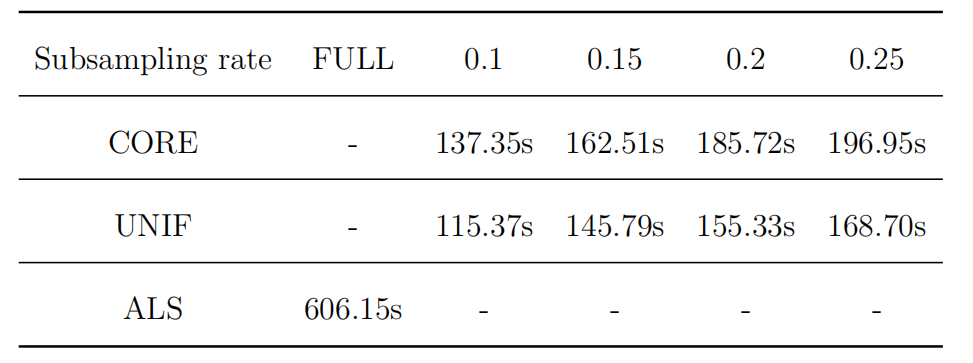 Subsampling rate FULL 0.1 0.15 0.2 0.25
CORE - 137.35s 162.51s 185.72s 196.95s
UNIF - 115.37s 145.79s 155.33s 168.70s
ALS 606.15s - - - -